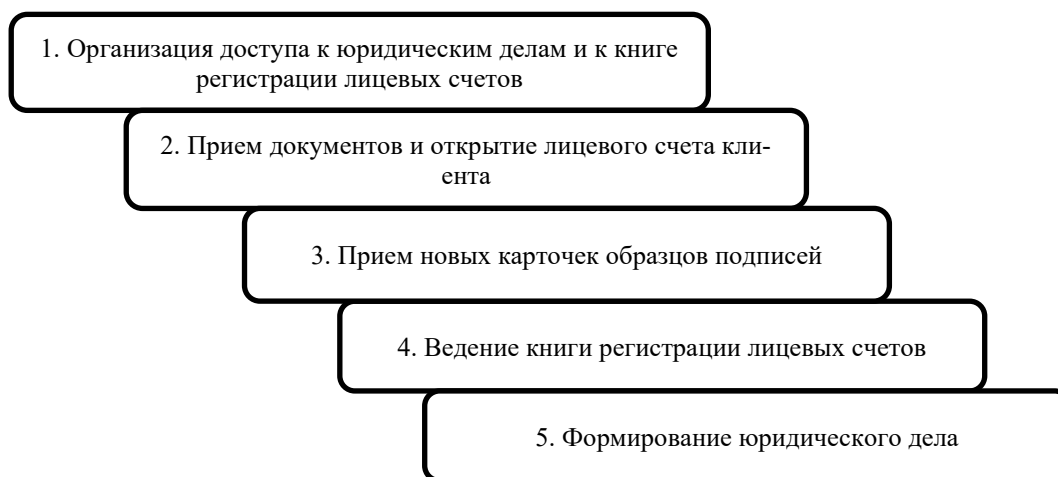 1. Организация доступа к юридическим делам и к книге
регистрации лицевых счетов
2. Прием документов и открытие лицевого счета кли-
ента
3. Прием новых карточек образцов подписей
4. Ведение книги регистрации лицевых счетов
5. Формирование юридического дела